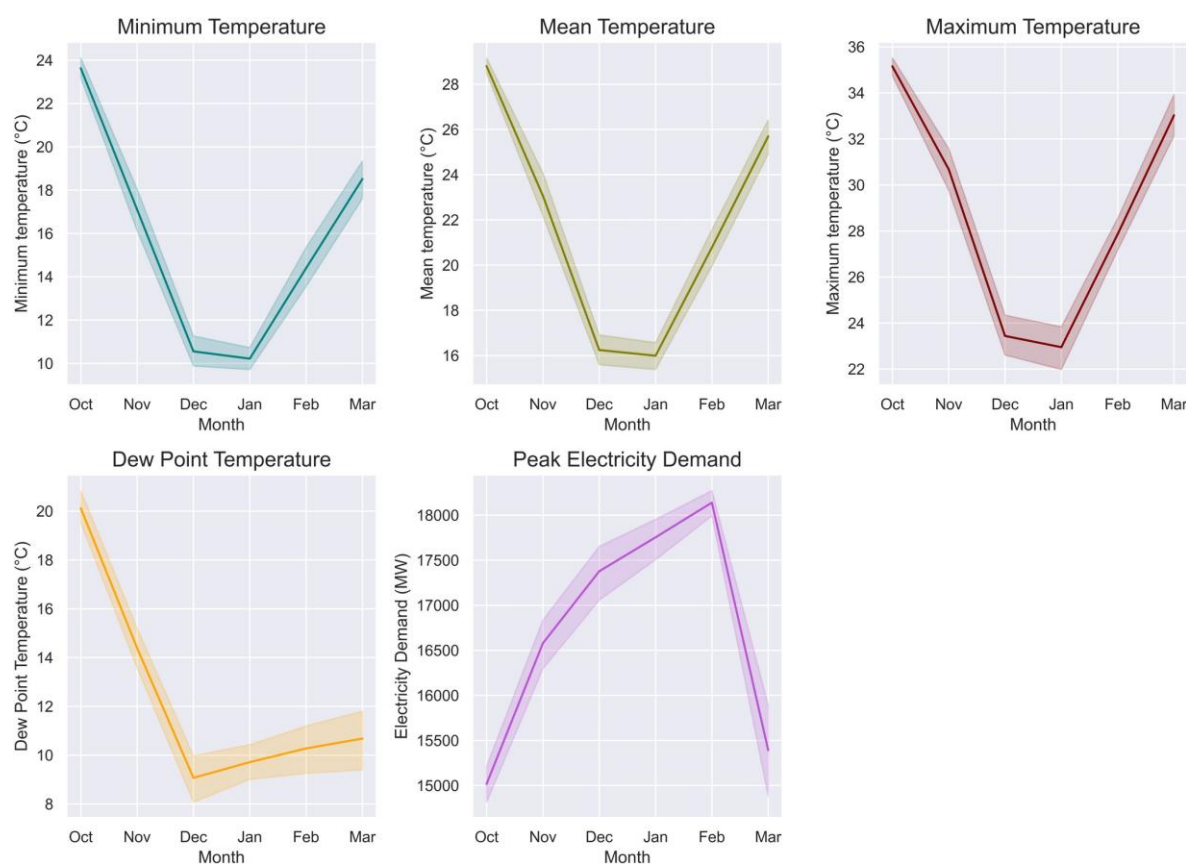 Minimum Temperature
Minimum temperature (°C)
24
22
20
18
16
14
12
10
Oct Nov Dec Jan Feb Mar
Month
Mean Temperature
Mean temperature (°C)
28
26
24
22
20
18
16
Oct Nov Dec Jan Feb Mar
Month
Maximum Temperature
Maximum temperature (°C)
36
34
32
30
28
26
24
22
Oct Nov Dec Jan Feb Mar
Month
Dew Point Temperature
Dew Point Temperature (°C)
20
18
16
14
12
10
8
Oct Nov Dec Jan Feb Mar
Month
Peak Electricity Demand
Electricity Demand (MW)
18000
17500
17000
16500
16000
15500
15000
Oct Nov Dec Jan Feb Mar
Month